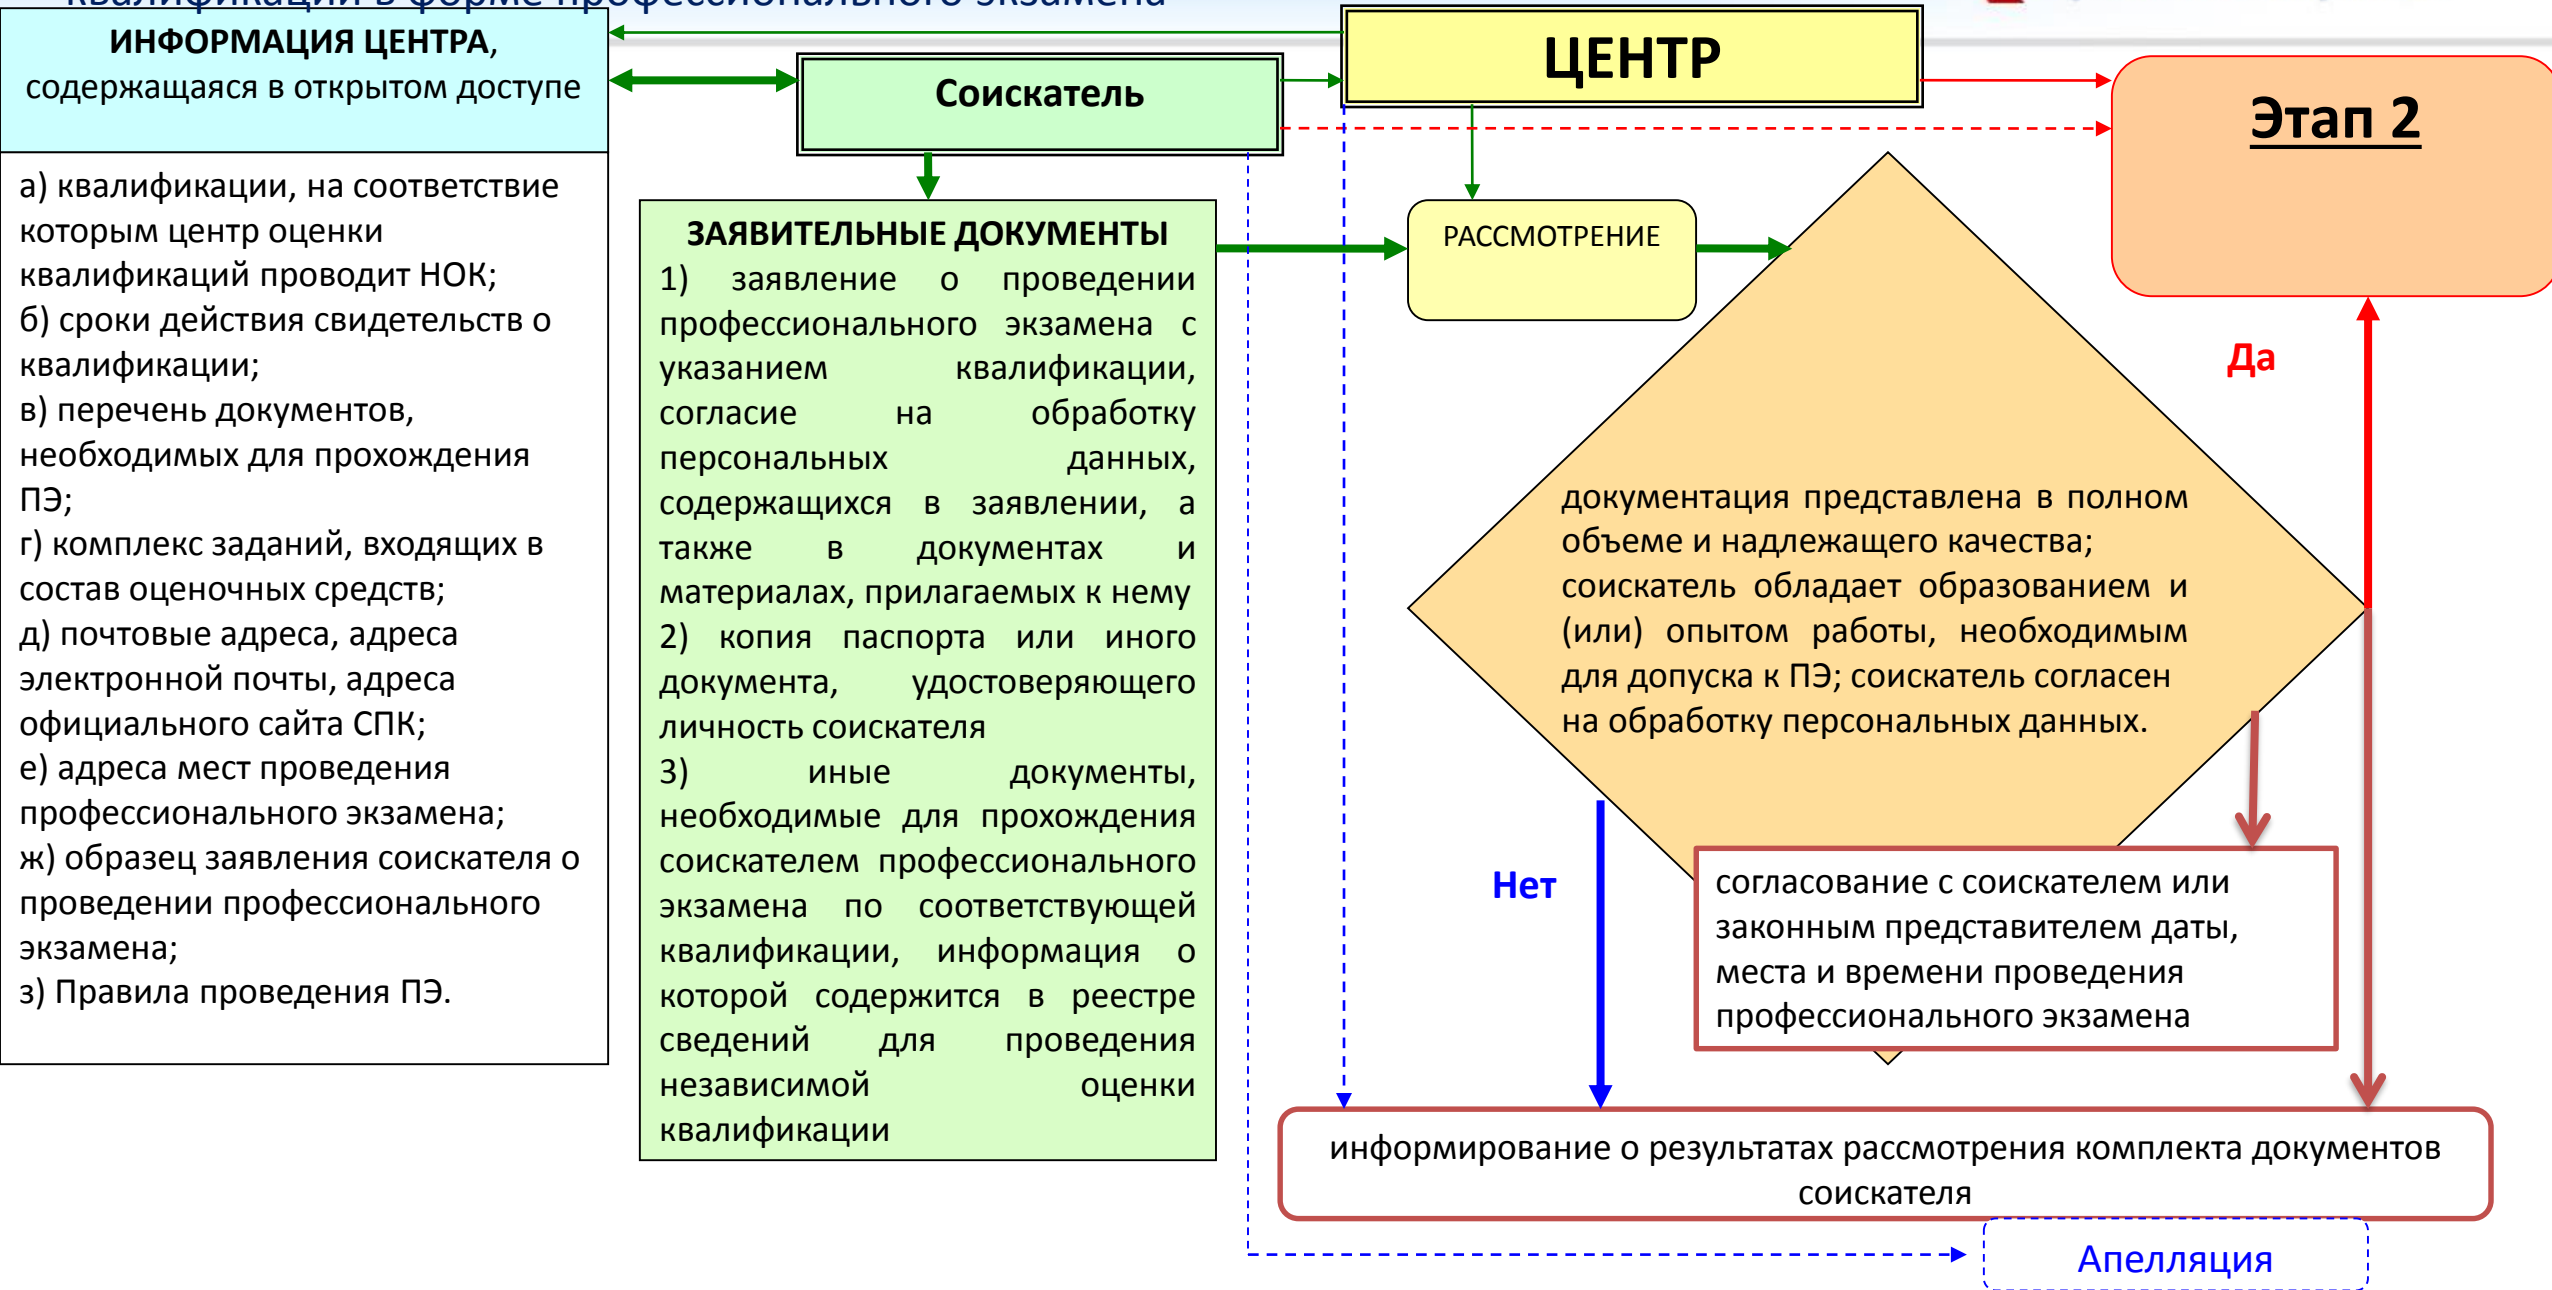 квалификации в форме профессионального экзамена
ИНФОРМАЦИЯ ЦЕНТРА,
содержащаяся в открытом доступе
а) квалификации, на соответствие
которым центр оценки
квалификаций проводит НОК;
б) сроки действия свидетельств о
квалификации;
в) перечень документов,
необходимых для прохождения
ПЭ;
г) комплекс заданий, входящих в
состав оценочных средств;
д) почтовые адреса, адреса
электронной почты, адреса
официального сайта СПК;
е) адреса мест проведения
профессионального экзамена;
ж) образец заявления соискателя о
проведении профессионального
экзамена;
з) Правила проведения ПЭ.
Соискатель
ЗАЯВИТЕЛЬНЫЕ ДОКУМЕНТЫ
1) заявление о проведении
профессионального экзамена с
указанием квалификации,
согласие на обработку
персональных данных,
содержащихся в заявлении, а
также в документах и
материалах, прилагаемых к нему
2) копия паспорта или иного
документа, удостоверяющего
личность соискателя
3) иные документы,
необходимые для прохождения
соискателем профессионального
экзамена по соответствующей
квалификации, информация о
которой содержится в реестре
сведений для проведения
независимой оценки
квалификации
ЦЕНТР
РАССМОТРЕНИЕ
Этап 2
Да
документация представлена в полном
объеме и надлежащего качества;
соискатель обладает образованием и
(или) опытом работы, необходимым
для допуска к ПЭ; соискатель согласен
на обработку персональных данных.
Нет
согласование с соискателем или
законным представителем даты,
места и времени проведения
профессионального экзамена
информирование о результатах рассмотрения комплекта документов
соискателя
Апелляция